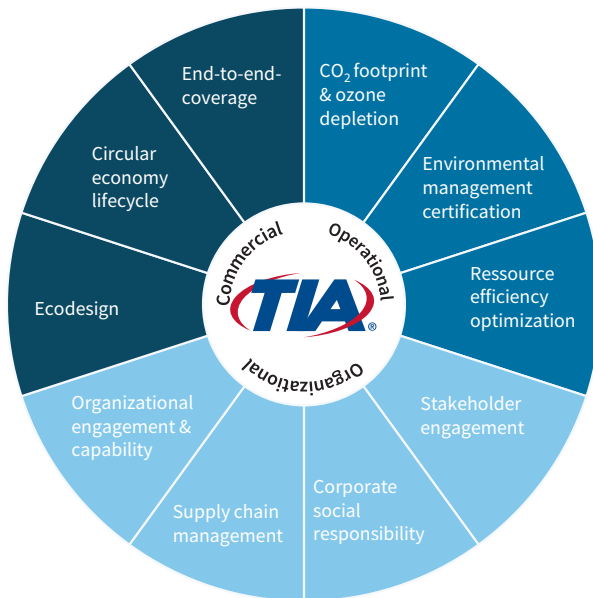 End-to-end-
coverage
CO₂ footprint
& ozone
depletion
Environmental
management
certification
Ressource
efficiency
optimization
Stakeholder
engagement
Corporate
social
responsibility
Supply chain
management
Organizational
engagement &
capability
Ecodesign
Circular
economy
lifecycle
Commercial
Operational
TIA®
Organizational